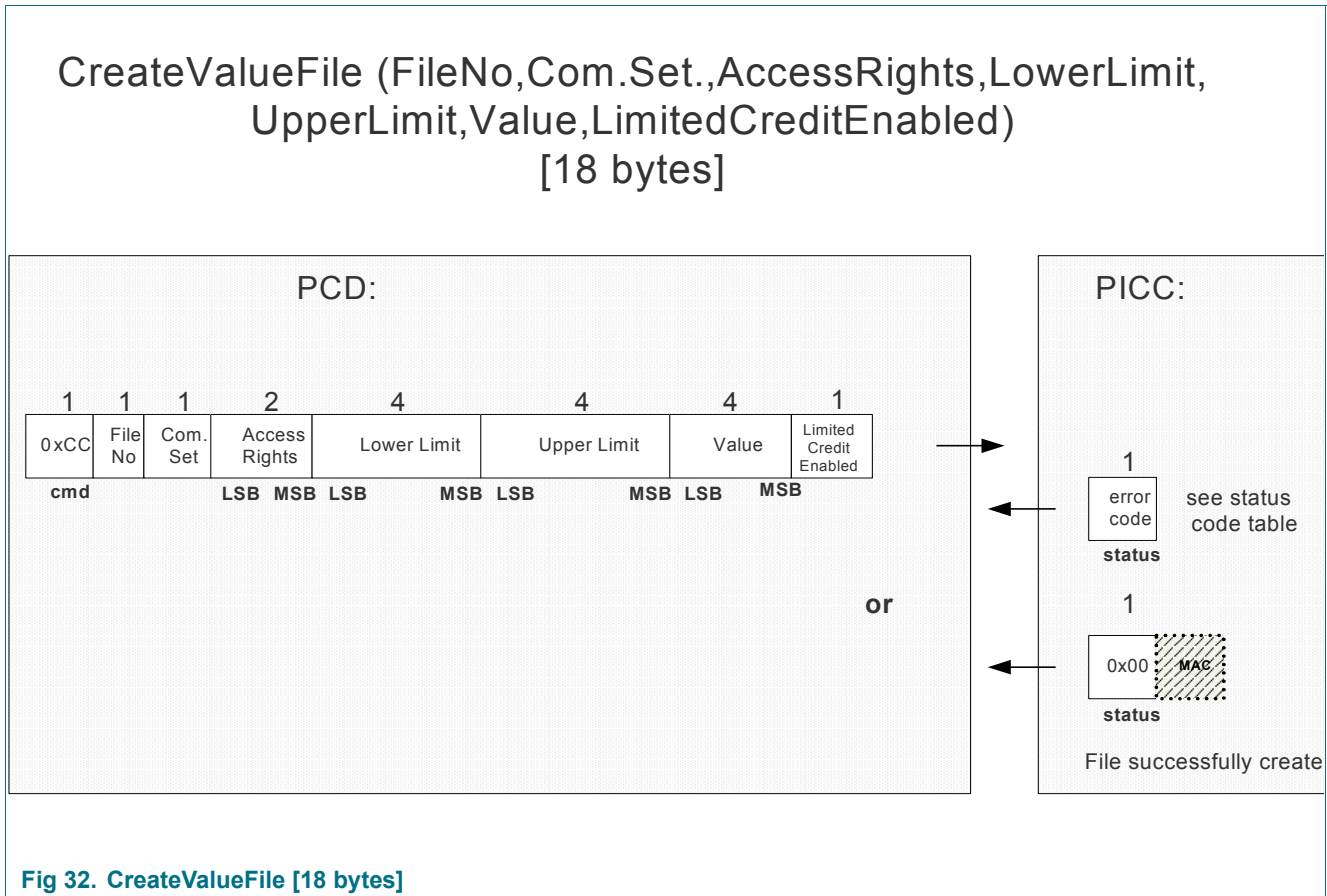 CreateValueFile (FileNo,Com.Set.,AccessRights,LowerLimit,
UpperLimit,Value,LimitedCreditEnabled)
[18 bytes]
PCD:
1 1 1 2 4 4 4 1
0xCC File No Com. Set Access Rights Lower Limit Upper Limit Value Limited Credit Enabled
cmd LSB MSB LSB MSB LSB MSB LSB MSB
or
PICC:
1
error code see status code table
status
1
0x00 MAC
status
File successfully create
Fig 32. CreateValueFile [18 bytes]